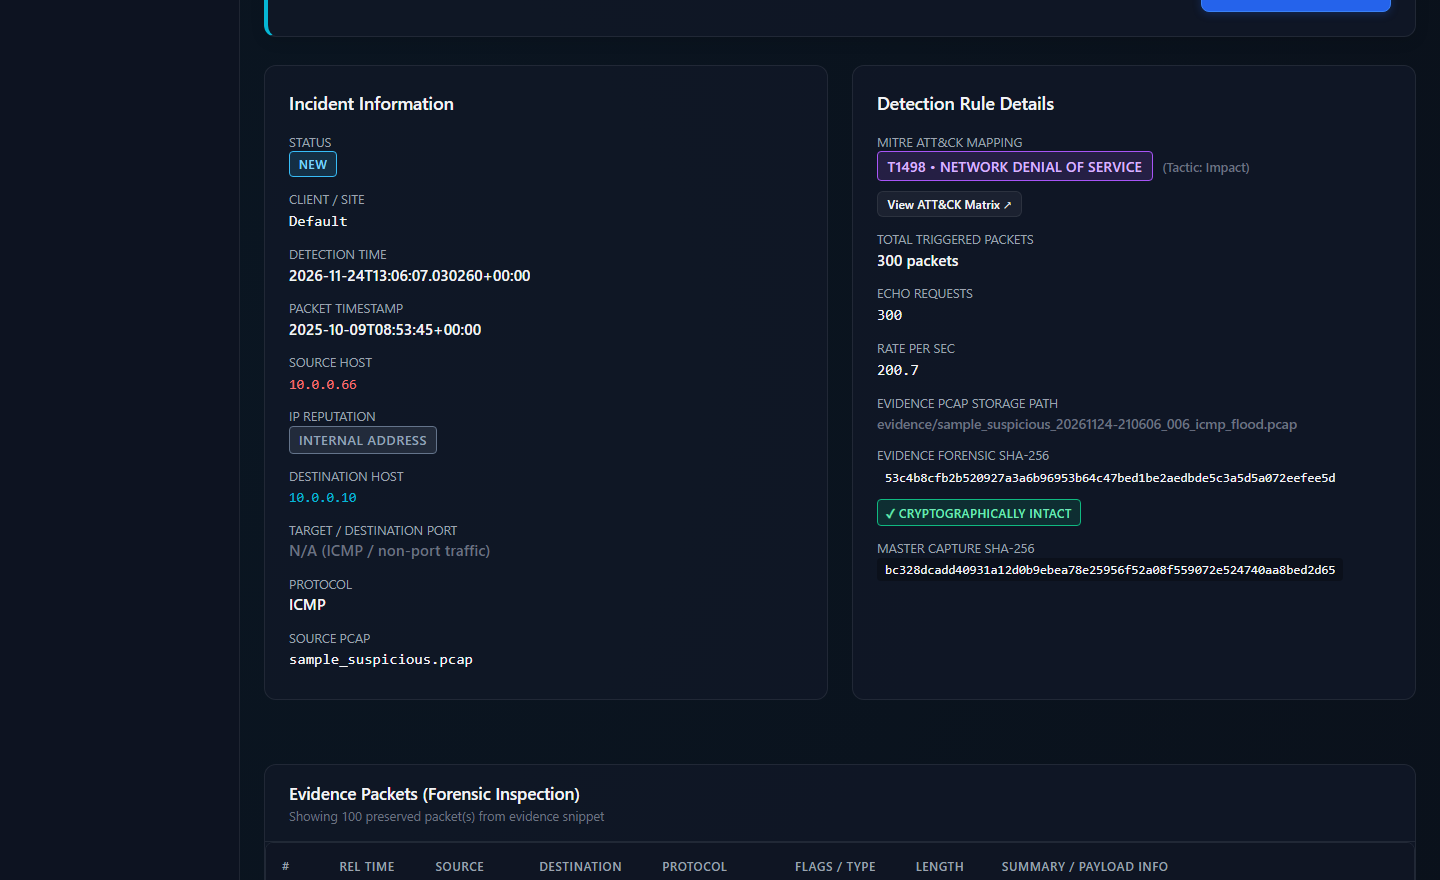 Incident Information
STATUS
NEW
CLIENT / SITE
Default
DETECTION TIME
2026-11-24T13:06:07.030260+00:00
PACKET TIMESTAMP
2025-10-09T08:53:45+00:00
SOURCE HOST
10.0.0.66
IP REPUTATION
INTERNAL ADDRESS
DESTINATION HOST
10.0.0.10
TARGET / DESTINATION PORT
N/A (ICMP / non-port traffic)
PROTOCOL
ICMP
SOURCE PCAP
sample_suspicious.pcap
Detection Rule Details
MITRE ATT&CK MAPPING
T1498 • NETWORK DENIAL OF SERVICE (Tactic: Impact)
View ATT&CK Matrix ↗
TOTAL TRIGGERED PACKETS
300 packets
ECHO REQUESTS
300
RATE PER SEC
200.7
EVIDENCE PCAP STORAGE PATH
evidence/sample_suspicious_20261124-210606_006_icmp_flood.pcap
EVIDENCE FORENSIC SHA-256
53c4b8cfb2b520927a3a6b96953b64c47bed1be2aedbde5c3a5d5a072eefee5d
✓ CRYPTOGRAPHICALLY INTACT
MASTER CAPTURE SHA-256
bc328dcadd40931a12d0b9ebea78e25956f52a08f559072e524740aa8bed2d65
Evidence Packets (Forensic Inspection)
Showing 100 preserved packet(s) from evidence snippet
# REL TIME SOURCE DESTINATION PROTOCOL FLAGS / TYPE LENGTH SUMMARY / PAYLOAD INFO